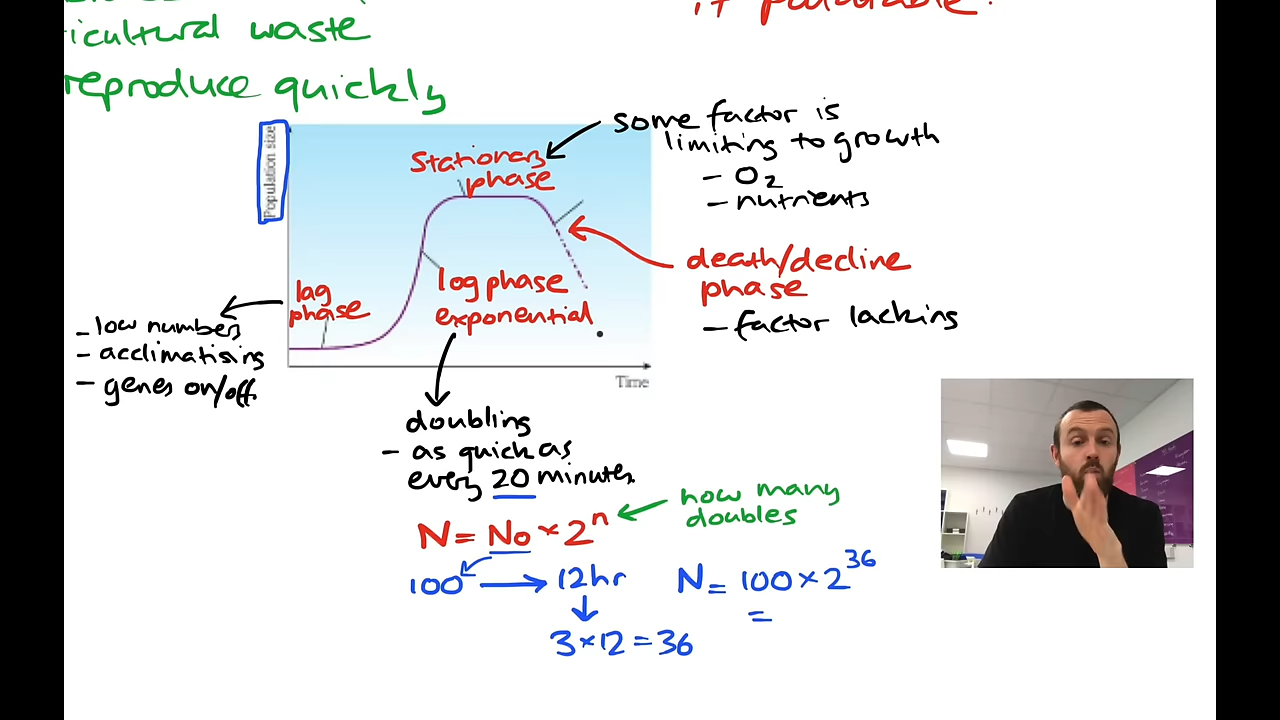 icultural waste
reproduce quickly
it palatable?
some factor is
limiting to growth
- O2
- nutrients
Population size
Stationary
phase
death/decline
phase
- factor lacking
log phase
exponential
lag
phase
- low numbers
- acclimatising
- genes on/off
Time
doubling
- as quick as
every 20 minutes.
how many
doubles
N = No × 2^n
100 → 12hr
N = 100 × 2^36
=
3 × 12 = 36